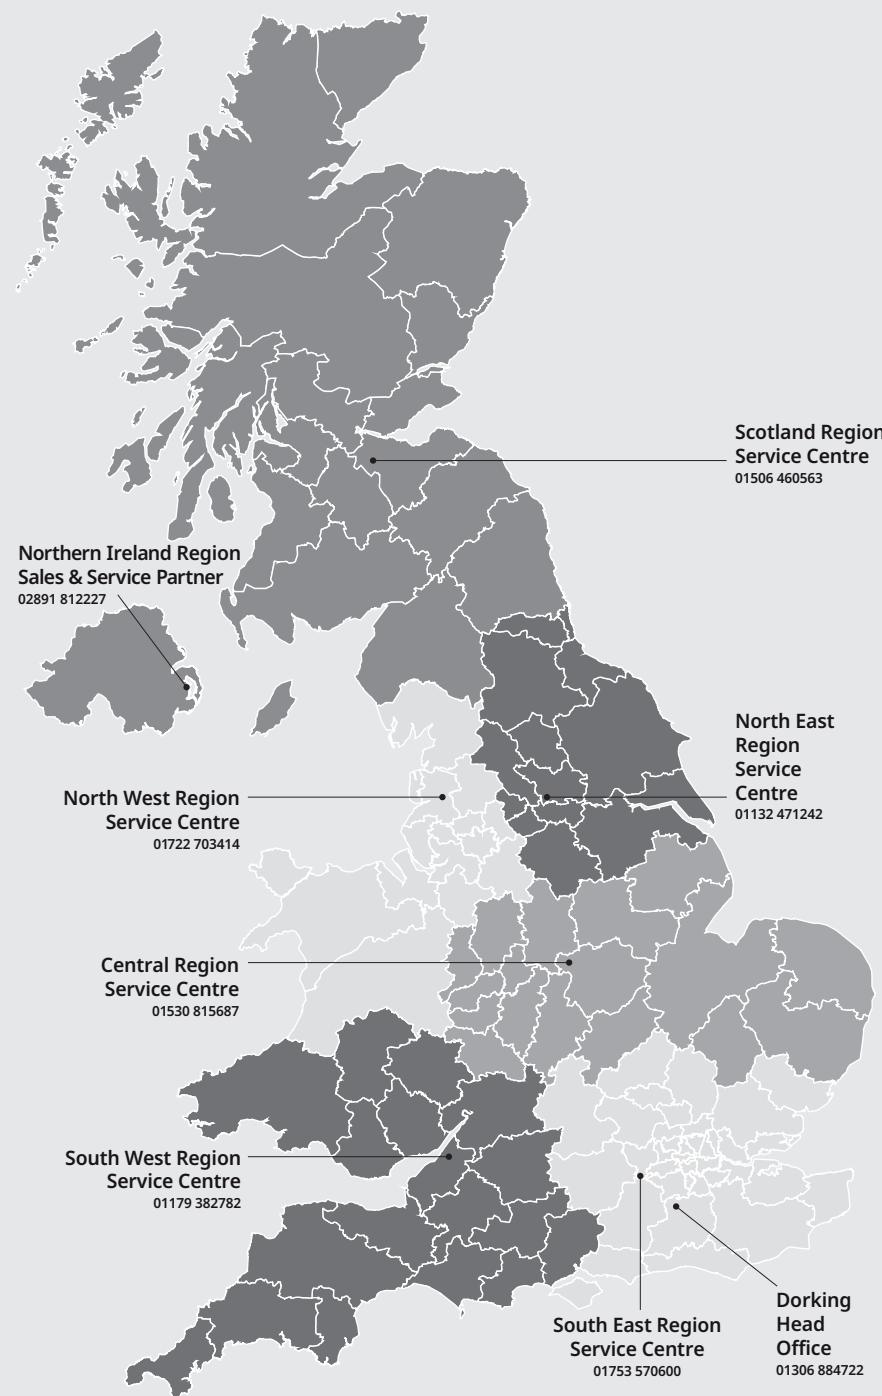 Scotland Region
Service Centre
01506 460563
Northern Ireland Region
Sales & Service Partner
02891 812227
North East
Region
Service
Centre
01132 471242
North West Region
Service Centre
01722 703414
Central Region
Service Centre
01530 815687
South West Region
Service Centre
01179 382782
South East Region
Service Centre
01753 570600
Dorking
Head
Office
01306 884722